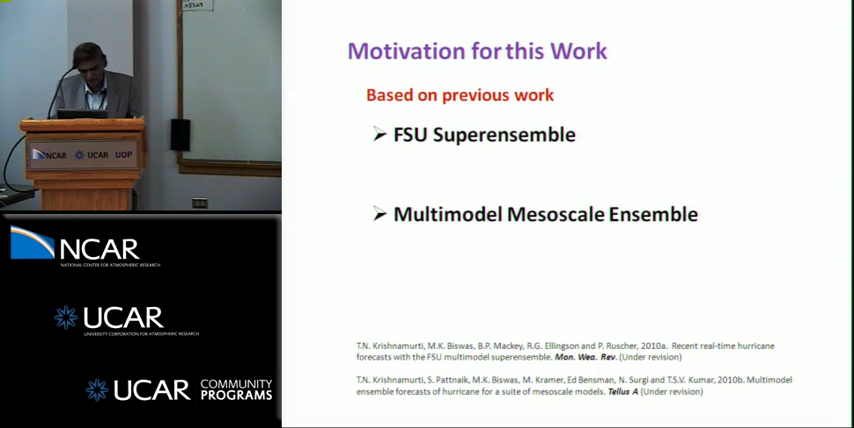 NCAR UCAR UOP
NCAR
NATIONAL CENTER FOR ATMOSPHERIC RESEARCH
UCAR
UNIVERSITY CORPORATION FOR ATMOSPHERIC RESEARCH
UCAR COMMUNITY PROGRAMS
Motivation for this Work
Based on previous work
➢ FSU Superensemble
➢ Multimodel Mesoscale Ensemble
T.N. Krishnamurti, M.K. Biswas, B.P. Mackey, R.G. Ellingson and P. Ruscher, 2010a. Recent real-time hurricane
forecasts with the FSU multimodel superensemble. Mon. Wea. Rev. (Under revision)
T.N. Krishnamurti, S. Pattnaik, M.K. Biswas, M. Kramer, Ed Bensman, N. Surgi and T.S.V. Kumar, 2010b. Multimodel
ensemble forecasts of hurricane for a suite of mesoscale models. Tellus A (Under revision)